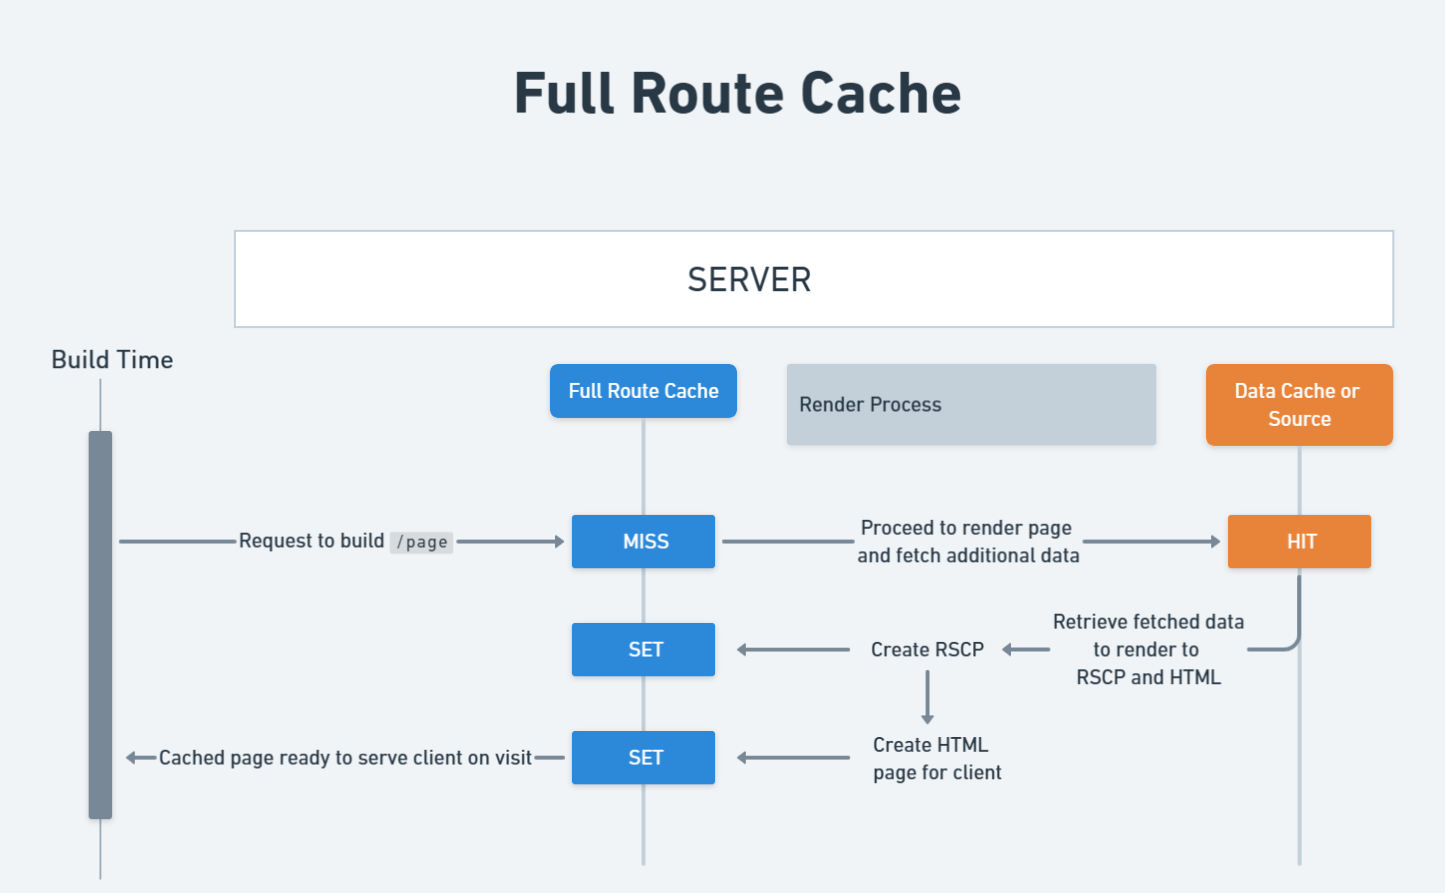 Full Route Cache
SERVER
Build Time
Full Route Cache
Render Process
Data Cache or
Source
Request to build /page
MISS
Proceed to render page
and fetch additional data
HIT
SET
Create RSCP
Retrieve fetched data
to render to
RSCP and HTML
Cached page ready to serve client on visit
SET
Create HTML
page for client